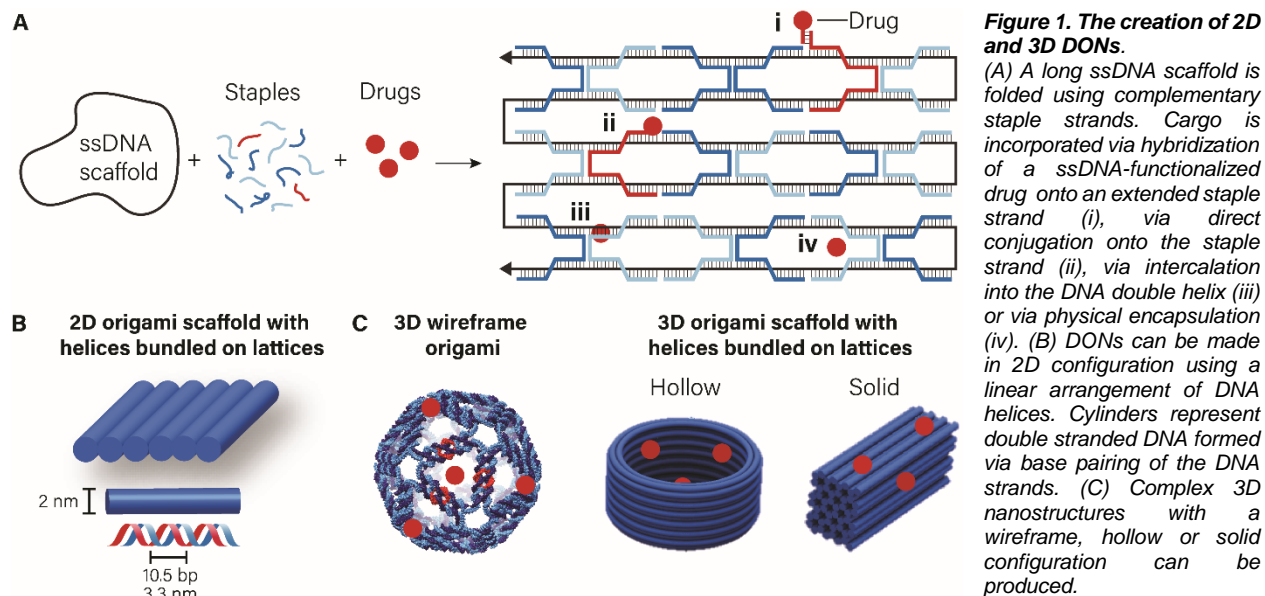 A
ssDNA
scaffold
+
Staples
+
Drugs
i
Drug
ii
iii
iv
B
2D origami scaffold with
helices bundled on lattices
2 nm
10.5 bp
3.3 nm
C
3D wireframe
origami
3D origami scaffold with
helices bundled on lattices
Hollow
Solid
Figure 1. The creation of 2D
and 3D DONs.
(A) A long ssDNA scaffold is
folded using complementary
staple strands. Cargo is
incorporated via hybridization
of a ssDNA-functionalized
drug onto an extended staple
strand (i), via direct
conjugation onto the staple
strand (ii), via intercalation
into the DNA double helix (iii)
or via physical encapsulation
(iv). (B) DONs can be made
in 2D configuration using a
linear arrangement of DNA
helices. Cylinders represent
double stranded DNA formed
via base pairing of the DNA
strands. (C) Complex 3D
nanostructures with a
wireframe, hollow or solid
configuration can be
produced.